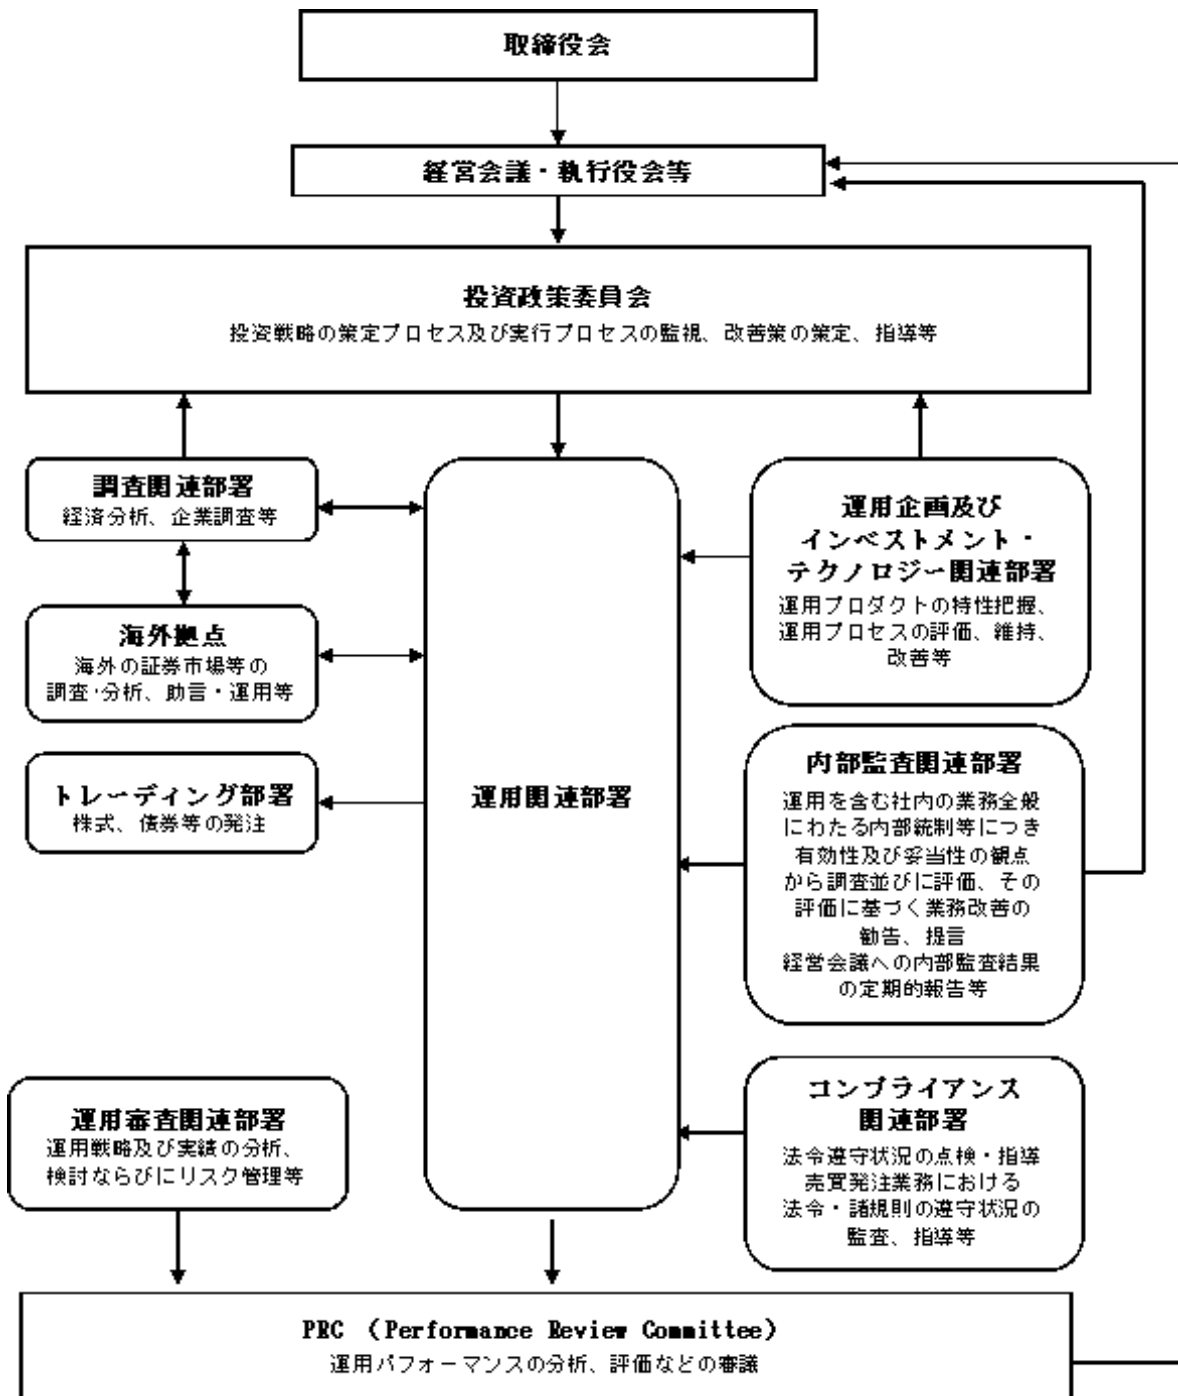 取締役会
経営会議・執行役会等
投資政策委員会
投資戦略の策定プロセス及び実行プロセスの監視、改善策の策定、指導等
調査関連部署
経済分析、企業調査等
海外拠点
海外の証券市場等の
調査・分析、助言・運用等
トレーディング部署
株式、債券等の発注
運用関連部署
運用企画及び
インベストメント・
テクノロジー関連部署
運用プロダクトの特性把握、
運用プロセスの評価、維持、
改善等
内部監査関連部署
運用を含む社内の業務全般
にわたる内部統制等につき
有効性及び妥当性の観点
から調査並びに評価、その
評価に基づく業務改善の
勧告、提言
経営会議への内部監査結果
の定期的報告等
コンプライアンス
関連部署
法令遵守状況の点検・指導
売買発注業務における
法令・諸規則の遵守状況の
監査、指導等
運用審査関連部署
運用戦略及び実績の分析、
検討ならびにリスク管理等
PRC （Performance Review Committee）
運用パフォーマンスの分析、評価などの審議